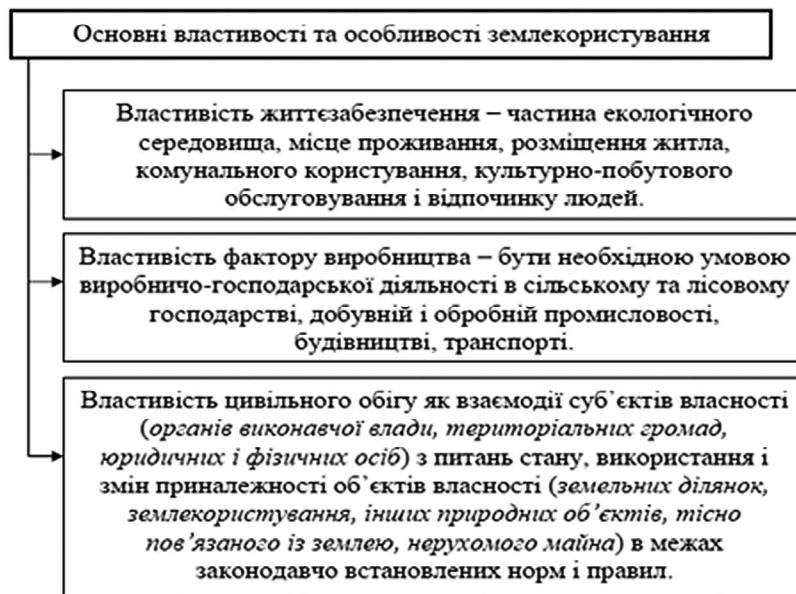 Основні властивості та особливості землекористування
Властивість життєзабезпечення – частина екологічного
середовища, місце проживання, розміщення житла,
комунального користування, культурно-побутового
обслуговування і відпочинку людей.
Властивість фактору виробництва – бути необхідною умовою
виробничо-господарської діяльності в сільському та лісовому
господарстві, добувній і обробній промисловості,
будівництві, транспорті.
Властивість цивільного обігу як взаємодії суб’єктів власності
(органів виконавчої влади, територіальних громад,
юридичних і фізичних осіб) з питань стану, використання і
змін приналежності об’єктів власності (земельних ділянок,
землекористування, інших природних об’єктів, тісно
пов’язаного із землею, нерухомого майна) в межах
законодавчо встановлених норм і правил.